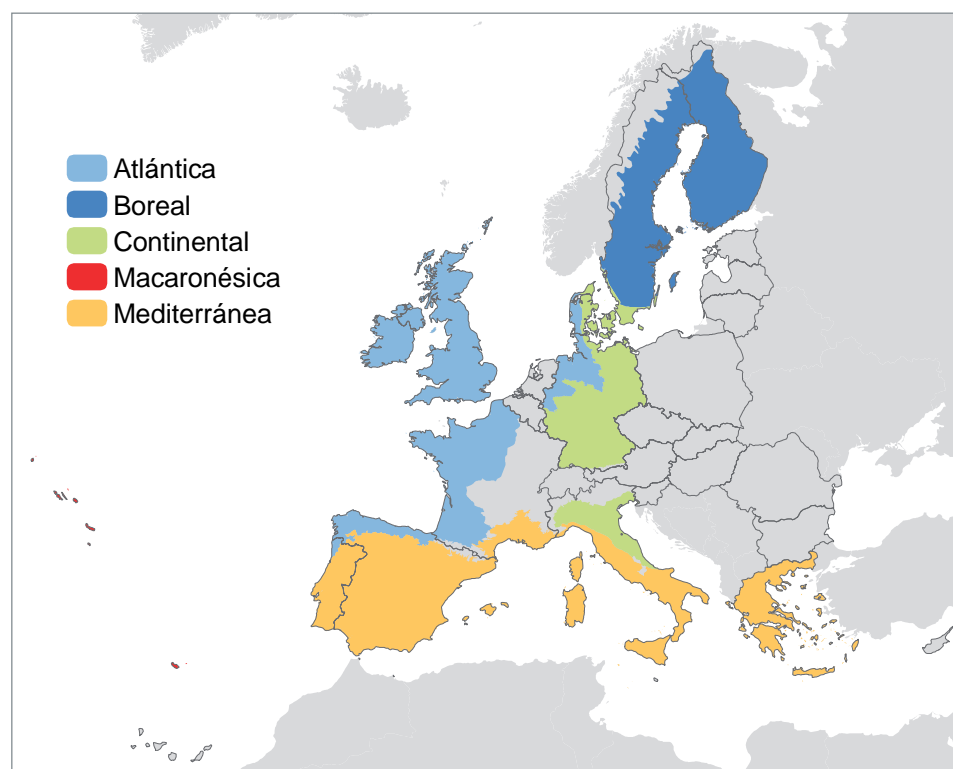 Atlántica
Boreal
Continental
Macaronésica
Mediterránea